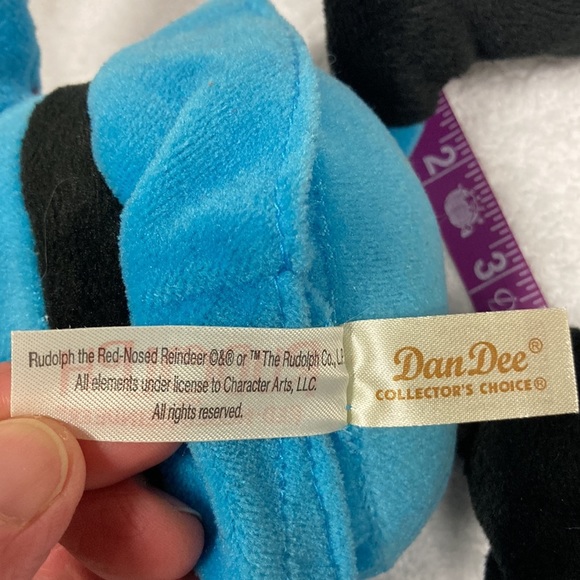 Rudolph the Red-Nosed Reindeer ©&® or ™ The Rudolph Co., L.P.
All elements under license to Character Arts, LLC.
All rights reserved.
Dan Dee®
COLLECTOR'S CHOICE®
2
3